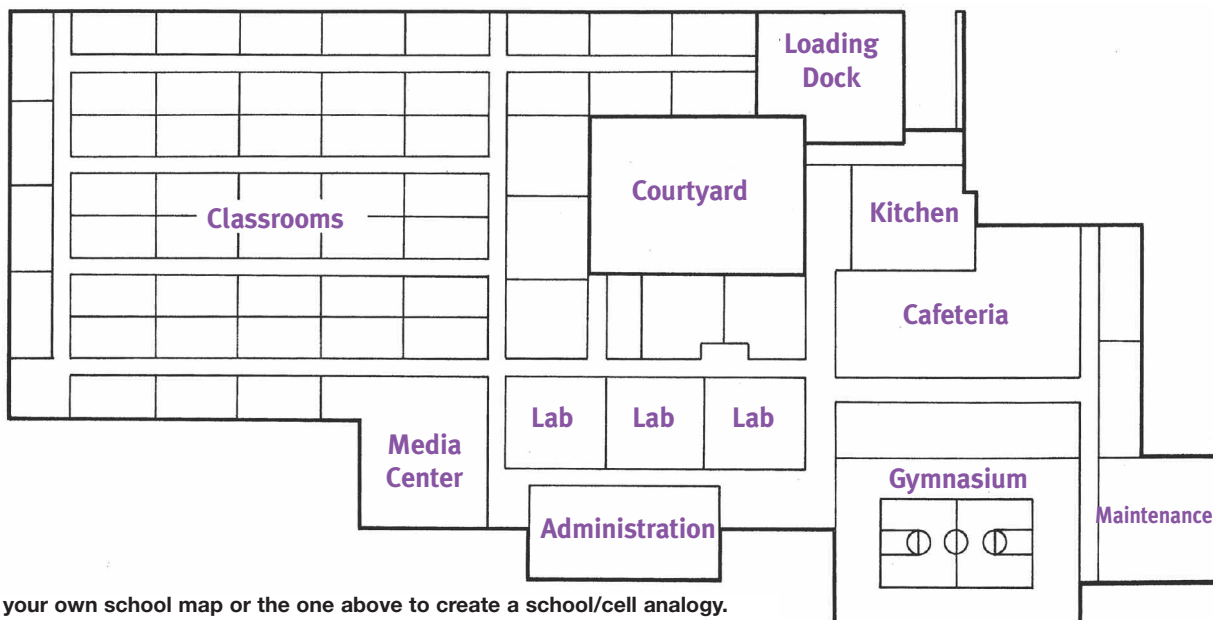 Loading
Dock
Courtyard
Kitchen
Classrooms
Cafeteria
Lab Lab Lab
Media
Center
Gymnasium
Administration
Maintenance
your own school map or the one above to create a school/cell analogy.